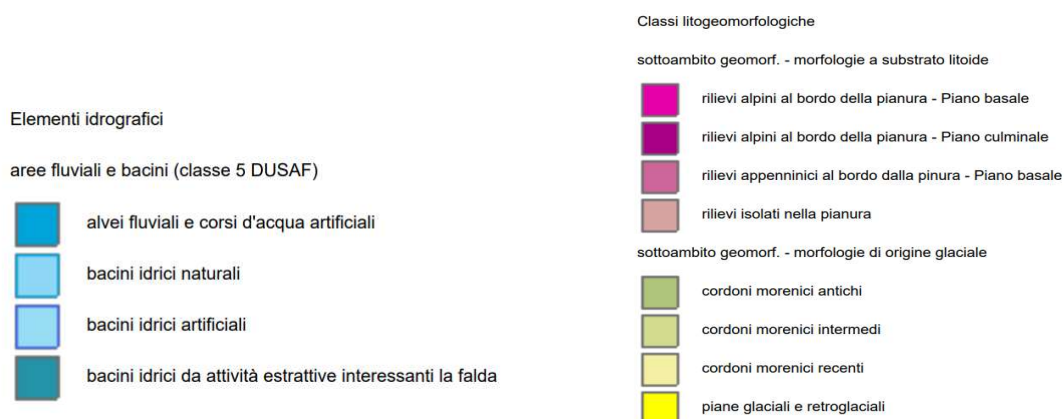 Elementi idrografici
aree fluviali e bacini (classe 5 DUSAF)
alvei fluviali e corsi d'acqua artificiali
bacini idrici naturali
bacini idrici artificiali
bacini idrici da attività estrattive interessanti la falda
Classi litogeomorfologiche
sottoambito geomorf. - morfologie a substrato litoide
rilievi alpini al bordo della pianura - Piano basale
rilievi alpini al bordo della pianura - Piano culminale
rilievi appenninici al bordo dalla pinura - Piano basale
rilievi isolati nella pianura
sottoambito geomorf. - morfologie di origine glaciale
cordoni morenici antichi
cordoni morenici intermedi
cordoni morenici recenti
piane glaciali e retroglaciali